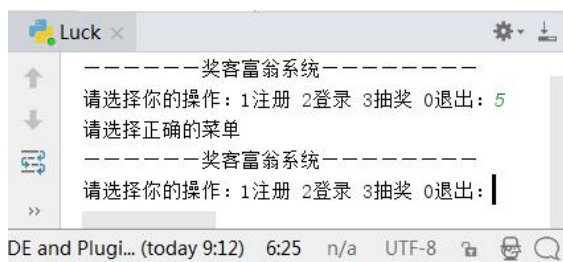 Luck
------奖客富翁系统--------
请选择你的操作：1注册 2登录 3抽奖 0退出：5
请选择正确的菜单
------奖客富翁系统--------
请选择你的操作：1注册 2登录 3抽奖 0退出：
DE and Plugi... (today 9:12) 6:25 n/a UTF-8